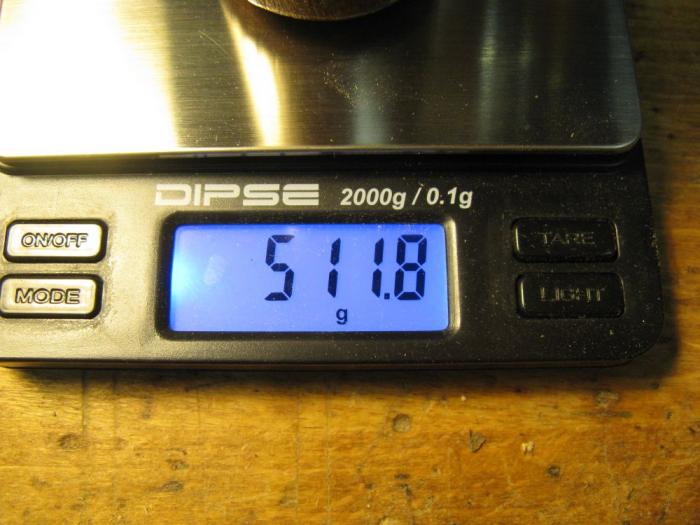 DIPSE 2000g / 0.1g
ON/OFF
TARE
511.8
g
MODE
LIGHT